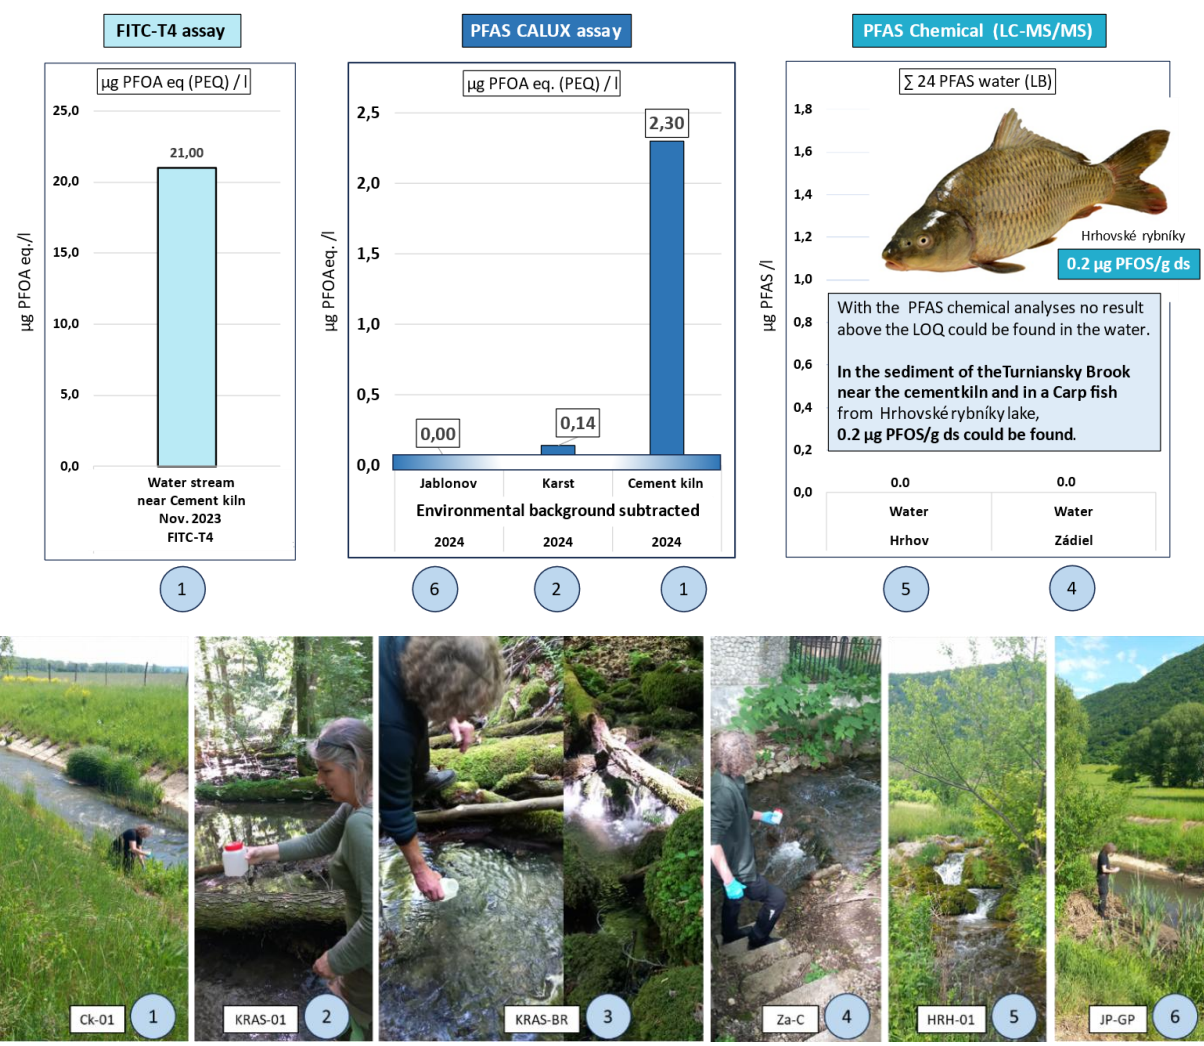 FITC-T4 assay
µg PFOA eq (PEQ) / l
µg PFOA eq./l
25,0
20,0
15,0
10,0
5,0
0,0
21,00
Water stream
near Cement kiln
Nov. 2023
FITC-T4
1
PFAS CALUX assay
µg PFOA eq. (PEQ) / l
µg PFOA eq. /l
2,5
2,0
1,5
1,0
0,5
0,0
0,00
0,14
2,30
Jablonov Karst Cement kiln
Environmental background subtracted
2024 2024 2024
6 2 1
PFAS Chemical (LC-MS/MS)
∑ 24 PFAS water (LB)
µg PFAS /l
1,8
1,6
1,4
1,2
1,0
0,8
0,6
0,4
0,2
0,0
Hrhovské rybníky
0.2 µg PFOS/g ds
With the PFAS chemical analyses no result
above the LOQ could be found in the water.
In the sediment of theTurniansky Brook
near the cementkiln and in a Carp fish
from Hrhovské rybníky lake,
0.2 µg PFOS/g ds could be found.
0.0 0.0
Water Water
Hrhov Zádiel
5 4
Ck-01 1
KRAS-01 2
KRAS-BR 3
Za-C 4
HRH-01 5
JP-GP 6